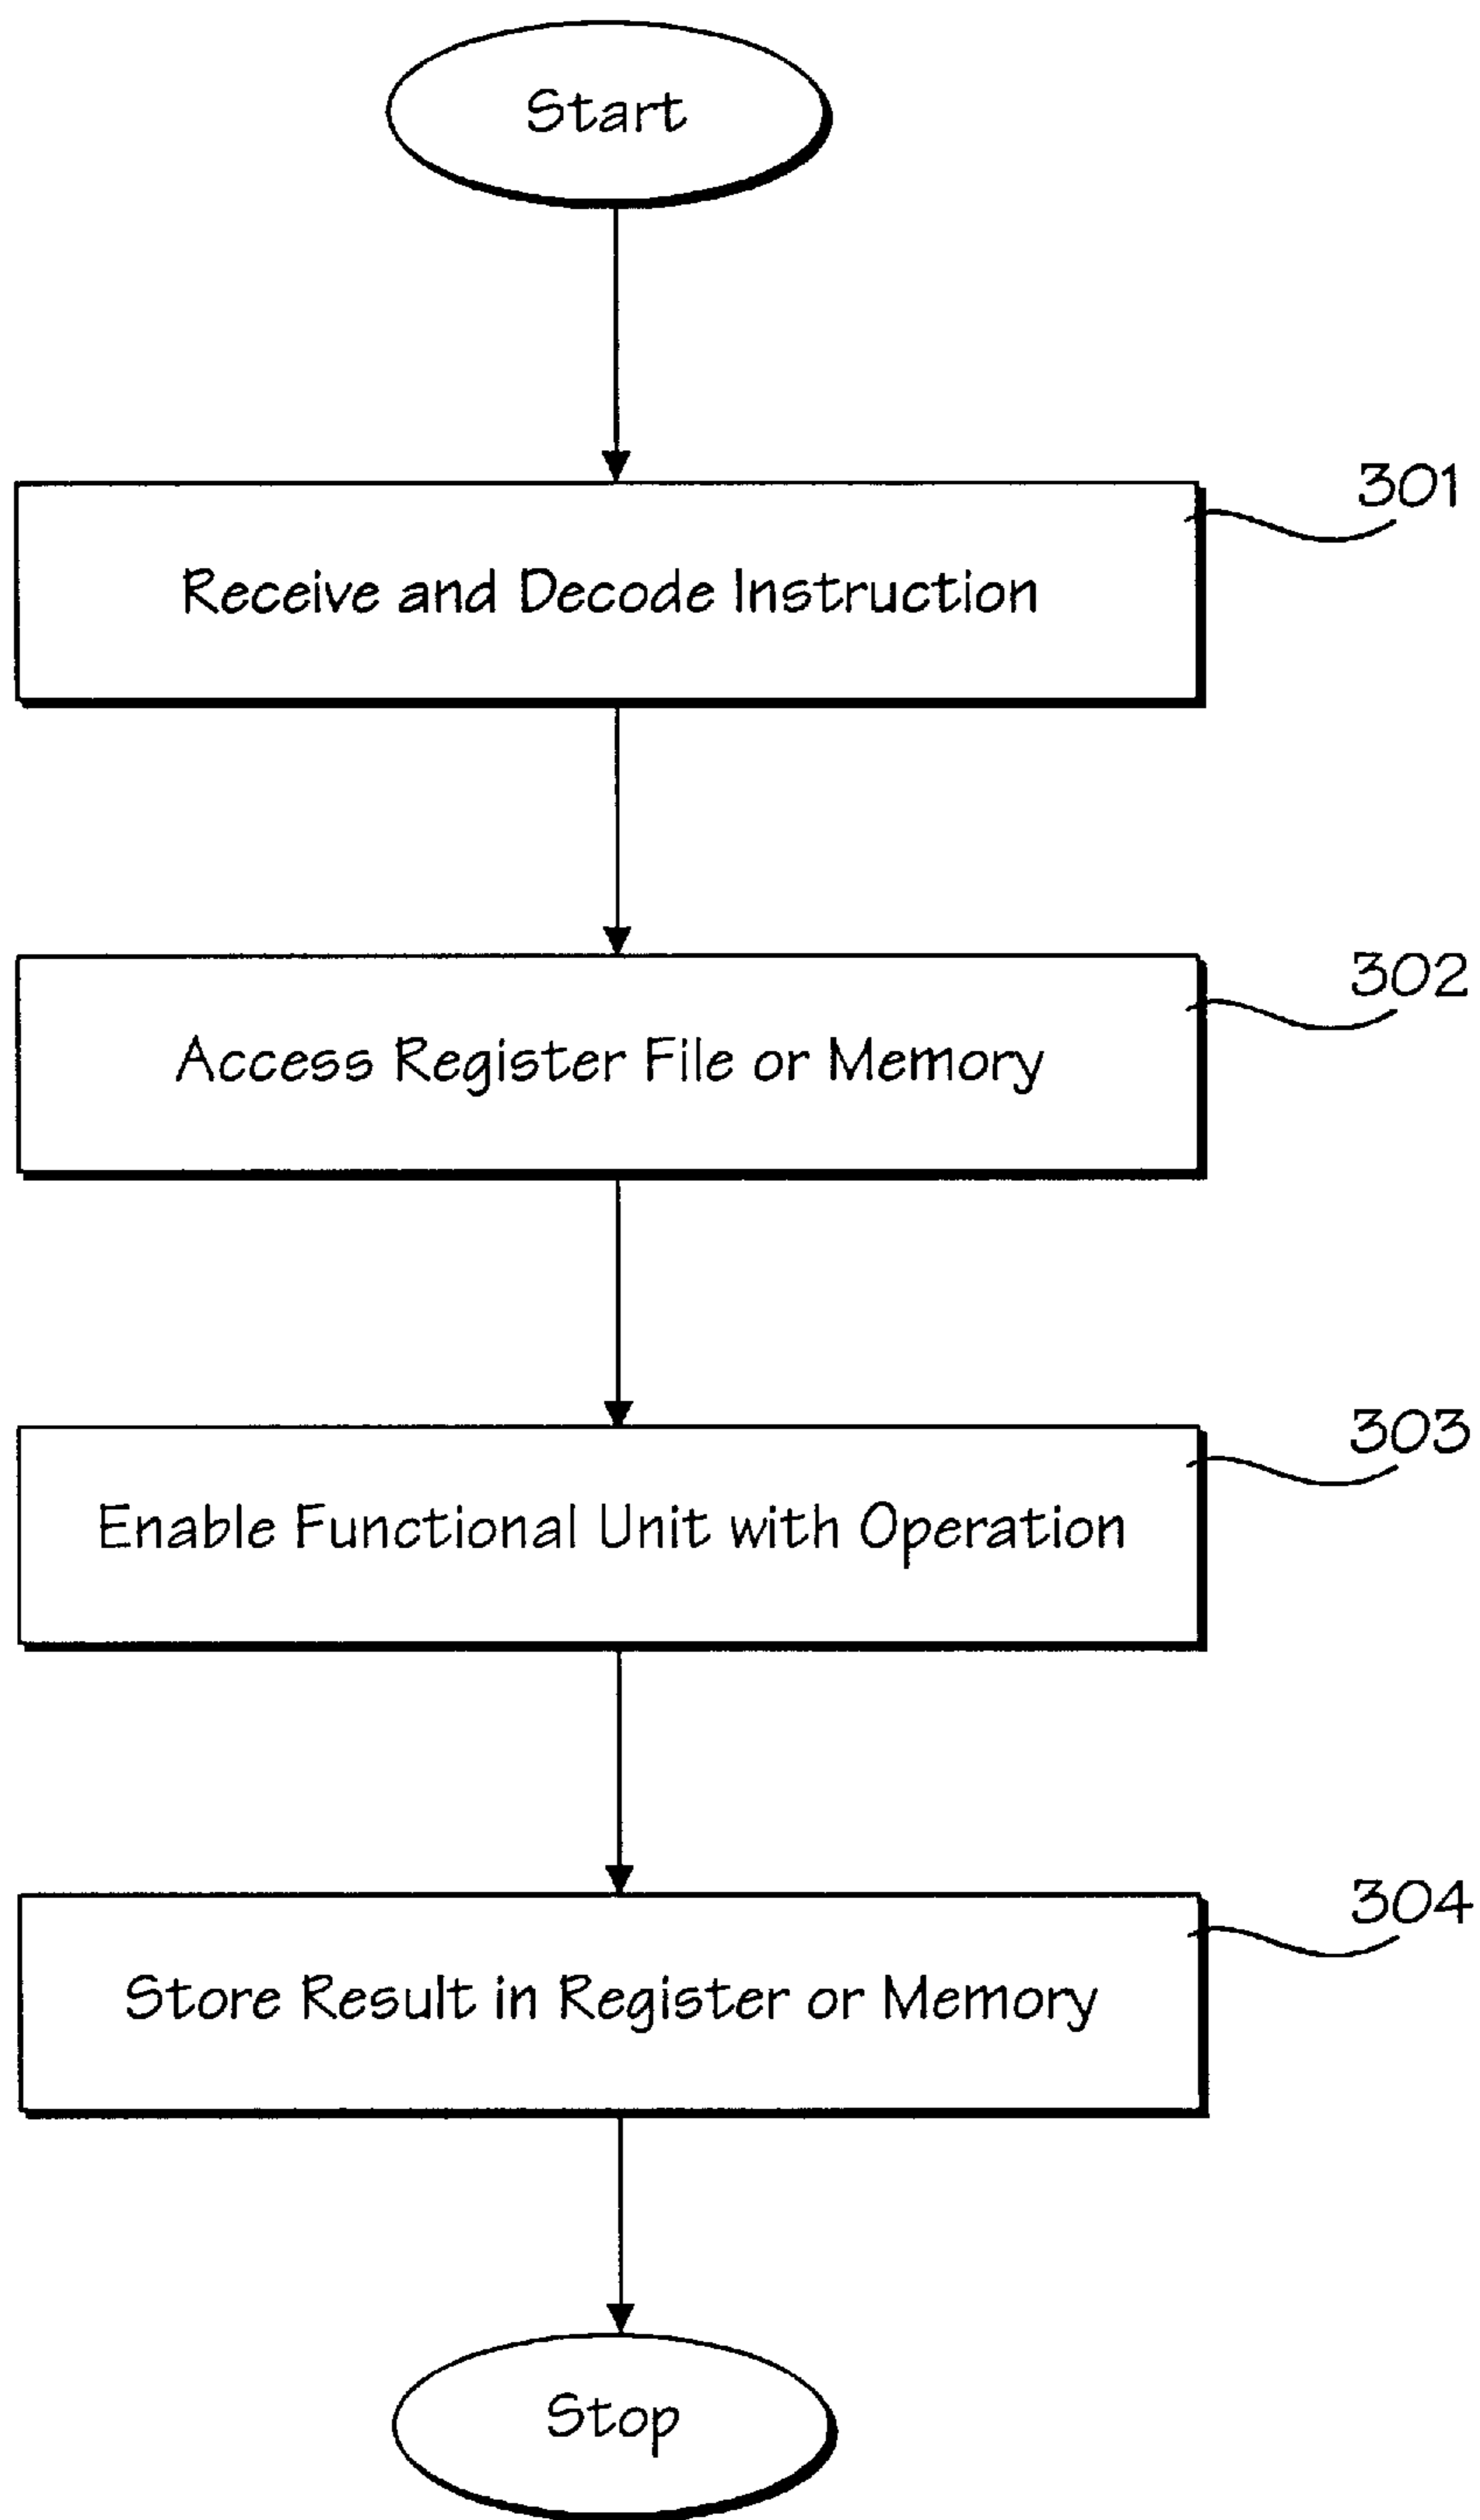 Start
301
Receive and Decode Instruction
302
Access Register File or Memory
303
Enable Functional Unit with Operation
304
Store Result in Register or Memory
Stop